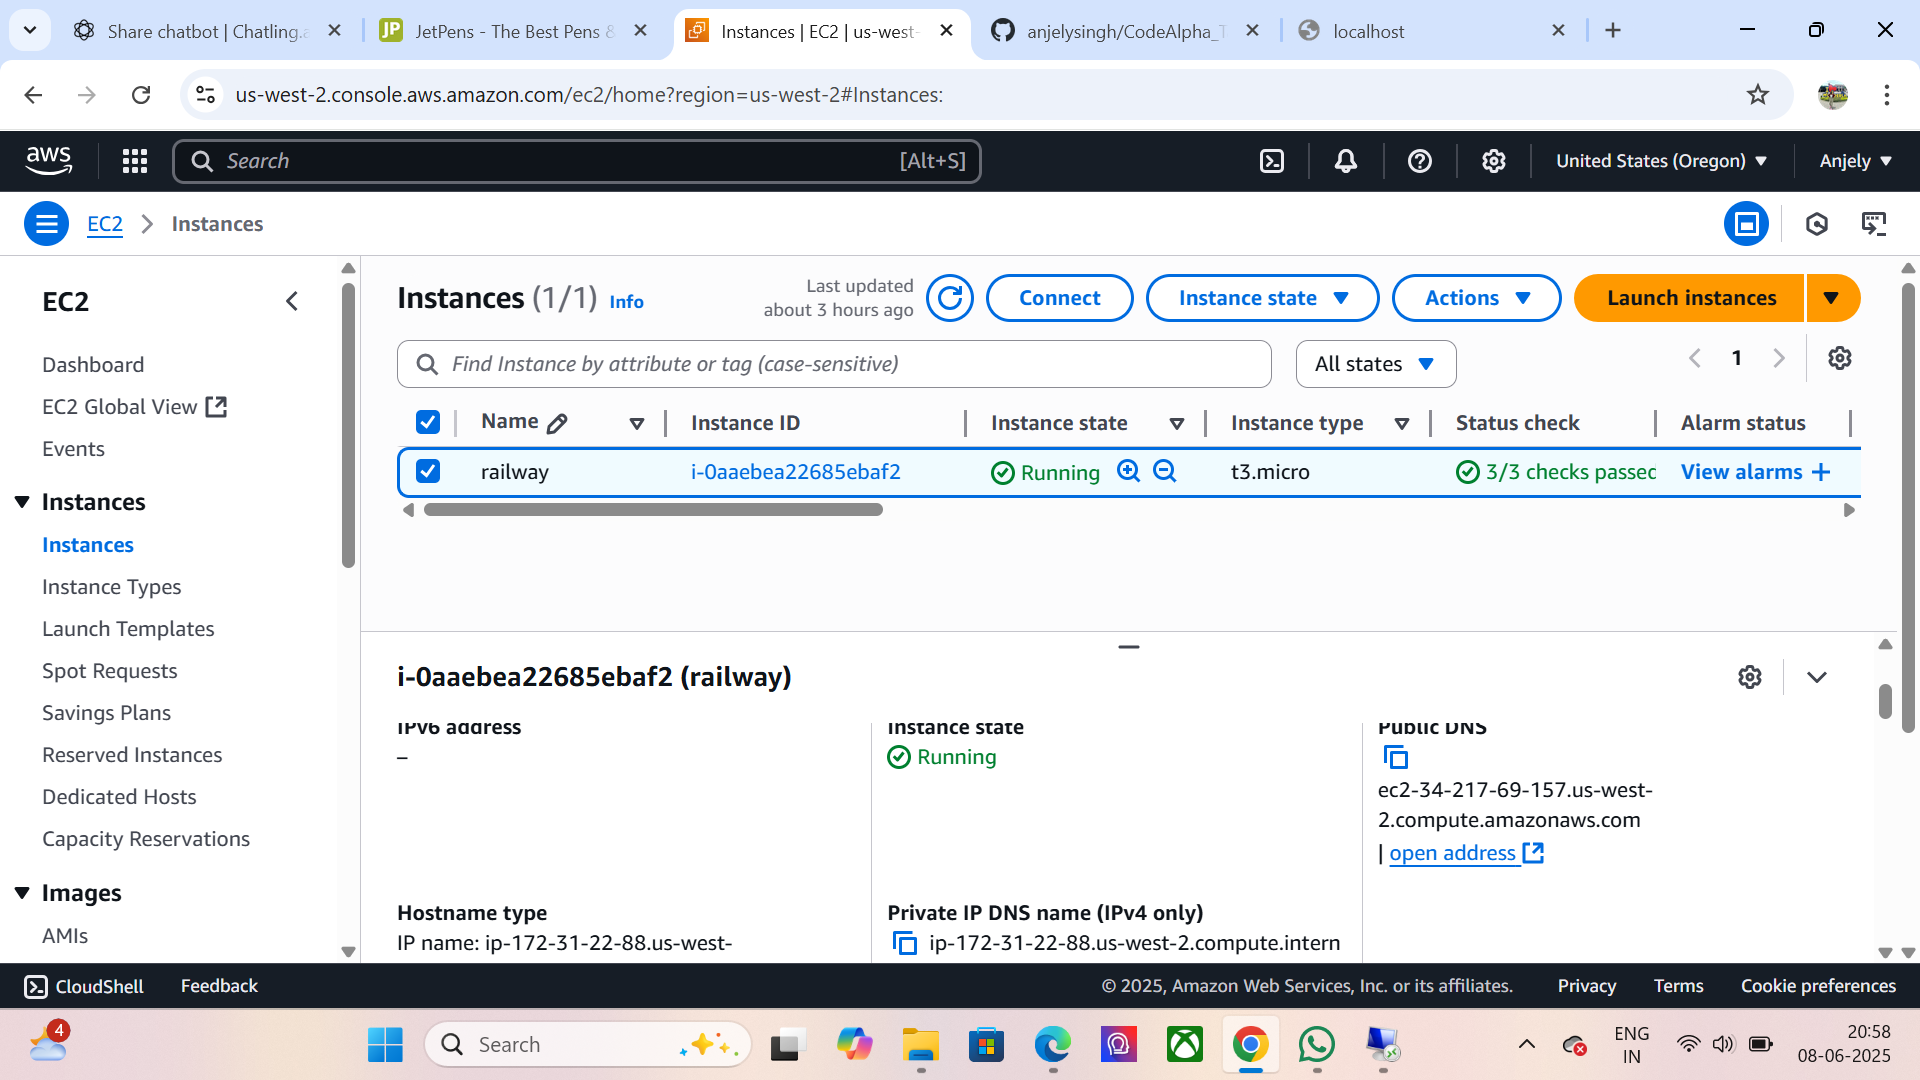 Share chatbot | Chatling.a
JetPens - The Best Pens &
Instances | EC2 | us-west-
anjelysingh/CodeAlpha_T
localhost
us-west-2.console.aws.amazon.com/ec2/home?region=us-west-2#Instances:
aws
Search
[Alt+S]
United States (Oregon)
Anjely
EC2
Instances
EC2
Dashboard
EC2 Global View
Events
Instances
Instances
Instance Types
Launch Templates
Spot Requests
Savings Plans
Reserved Instances
Dedicated Hosts
Capacity Reservations
Images
AMIs
Instances (1/1) Info
Last updated
about 3 hours ago
Connect
Instance state
Actions
Launch instances
Find Instance by attribute or tag (case-sensitive)
All states
1
Name
Instance ID
Instance state
Instance type
Status check
Alarm status
railway
i-0aaebea22685ebaf2
Running
t3.micro
3/3 checks passed
View alarms +
i-0aaebea22685ebaf2 (railway)
IPv6 address
–
Instance state
Running
Public DNS
ec2-34-217-69-157.us-west-
2.compute.amazonaws.com
| open address
Hostname type
IP name: ip-172-31-22-88.us-west-
Private IP DNS name (IPv4 only)
ip-172-31-22-88.us-west-2.compute.intern
CloudShell
Feedback
© 2025, Amazon Web Services, Inc. or its affiliates.
Privacy
Terms
Cookie preferences
4
Search
ENG
IN
20:58
08-06-2025